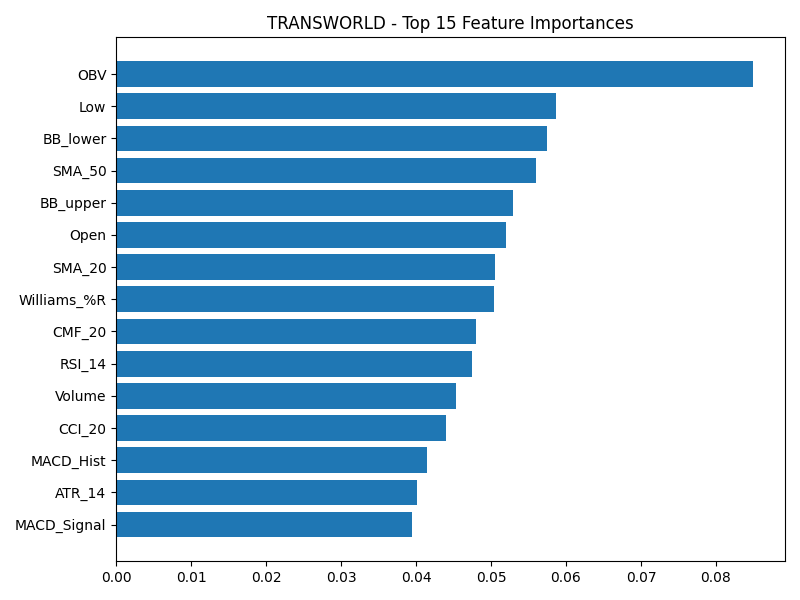 TRANSWORLD - Top 15 Feature Importances
OBV
Low
BB_lower
SMA_50
BB_upper
Open
SMA_20
Williams_%R
CMF_20
RSI_14
Volume
CCI_20
MACD_Hist
ATR_14
MACD_Signal
0.00 0.01 0.02 0.03 0.04 0.05 0.06 0.07 0.08